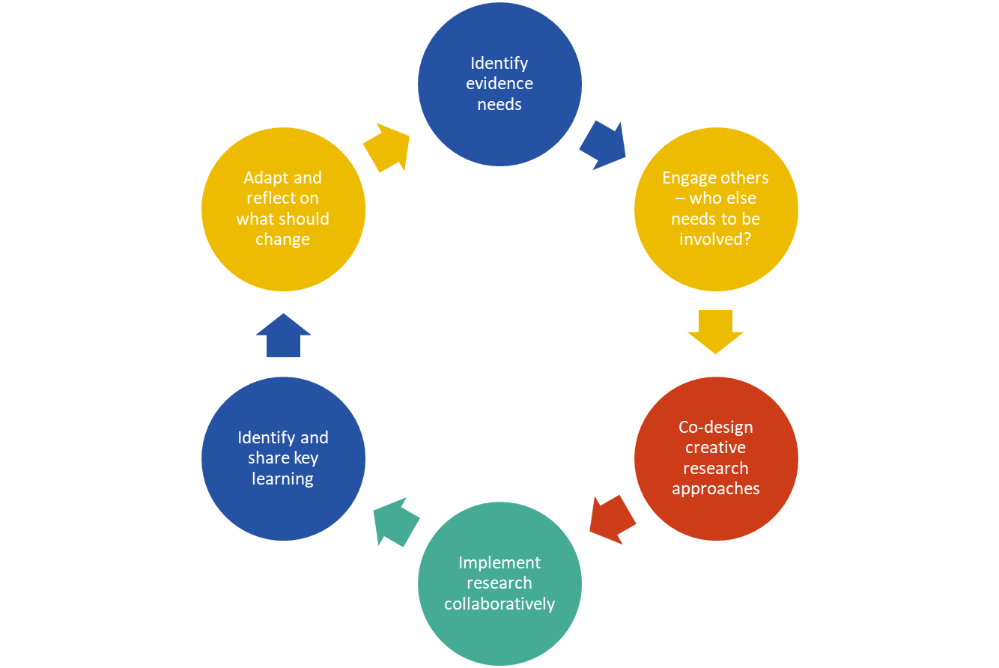 Identify
evidence
needs
Engage others
– who else
needs to be
involved?
Co-design
creative
research
approaches
Implement
research
collaboratively
Identify and
share key
learning
Adapt and
reflect on
what should
change